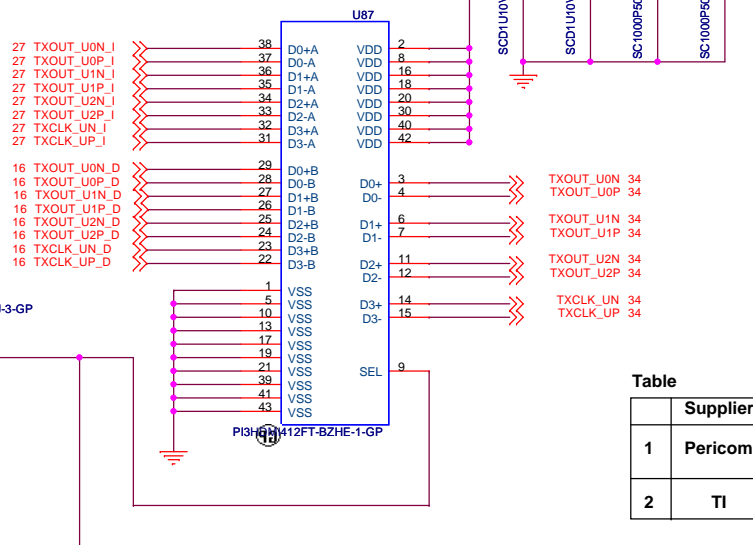 U87
SCD1U10V
SCD1U10V
SC1000P50
SC1000P50
27 TXOUT_U0N_I 38 D0+A VDD 2
27 TXOUT_U0P_I 37 D0-A VDD 8
27 TXOUT_U1N_I 36 D1+A VDD 16
27 TXOUT_U1P_I 35 D1-A VDD 18
27 TXOUT_U2N_I 34 D2+A VDD 20
27 TXOUT_U2P_I 33 D2-A VDD 30
27 TXCLK_UN_I 32 D3+A VDD 40
27 TXCLK_UP_I 31 D3-A VDD 42
16 TXOUT_U0N_D 29 D0+B
16 TXOUT_U0P_D 28 D0-B D0+ 3 TXOUT_U0N 34
16 TXOUT_U1N_D 27 D1+B D0- 4 TXOUT_U0P 34
16 TXOUT_U1P_D 26 D1-B
16 TXOUT_U2N_D 25 D2+B D1+ 6 TXOUT_U1N 34
16 TXOUT_U2P_D 24 D2-B D1- 7 TXOUT_U1P 34
16 TXCLK_UN_D 23 D3+B
16 TXCLK_UP_D 22 D3-B D2+ 11 TXOUT_U2N 34
D2- 12 TXOUT_U2P 34
1 VSS
5 VSS D3+ 14 TXCLK_UN 34
10 VSS D3- 15 TXCLK_UP 34
13 VSS
17 VSS
19 VSS
21 VSS SEL 9
39 VSS
41 VSS
43 VSS
-3-GP
PI3HDMI412FT-BZHE-1-GP
Table
Supplier
1 Pericom
2 TI